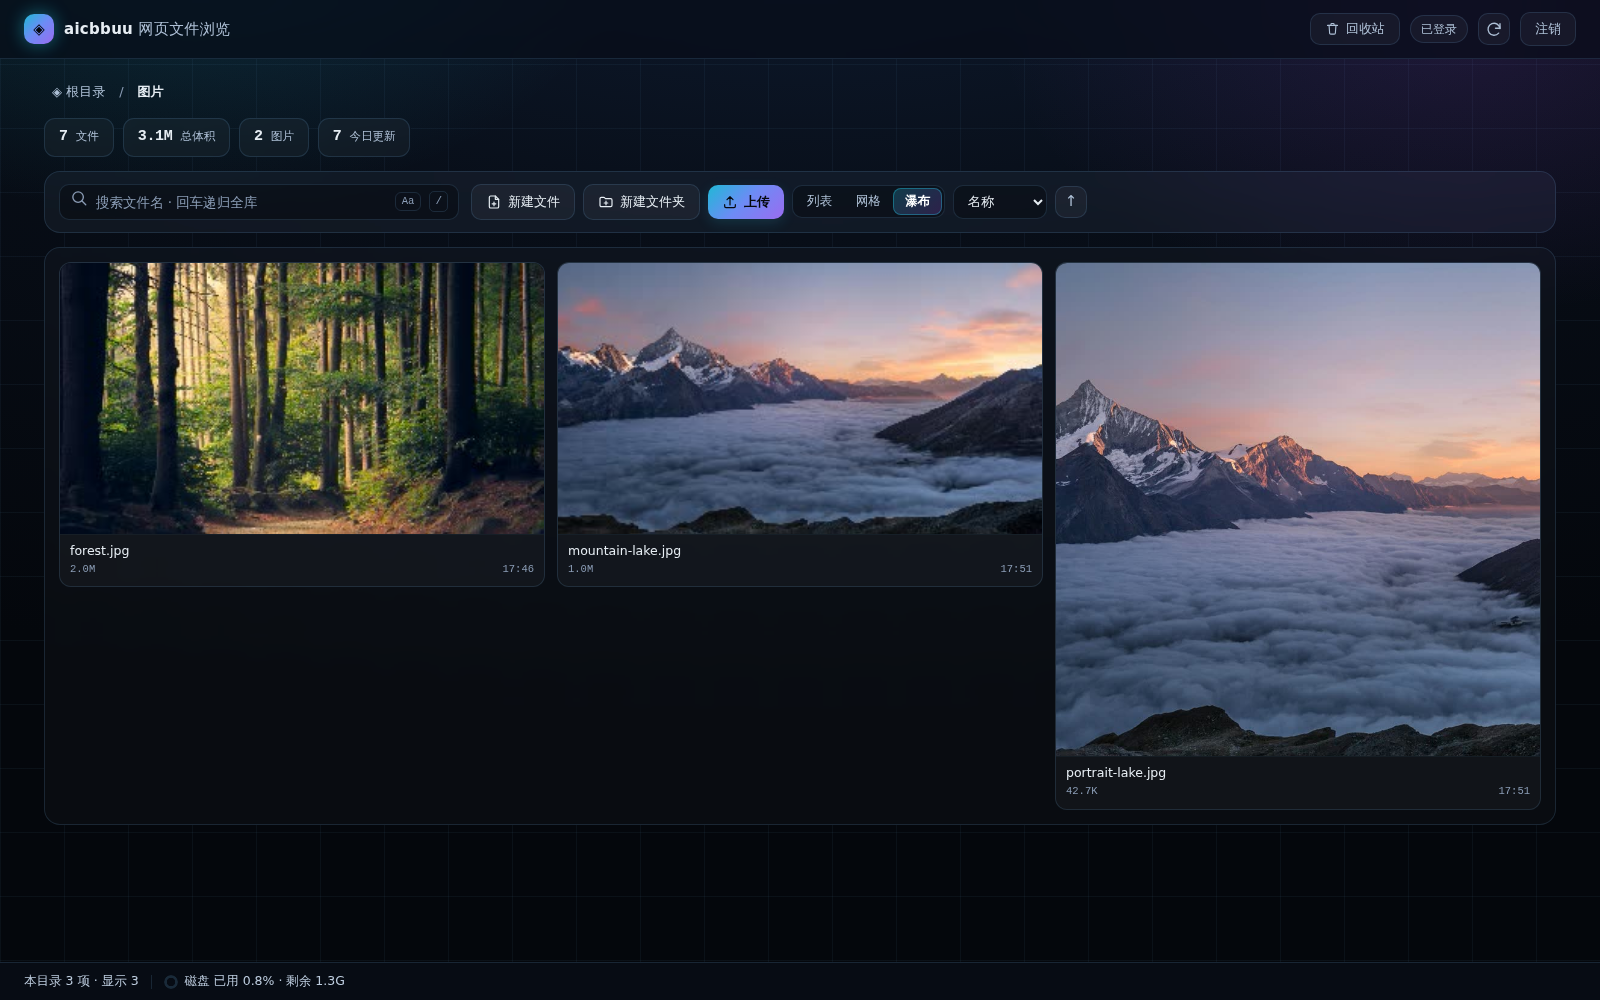 aicbbuu 网页文件浏览
回收站
已登录
注销
◈ 根目录 / 图片
7 文件
3.1M 总体积
2 图片
7 今日更新
搜索文件名 · 回车递归全库
Aa
/
新建文件
新建文件夹
上传
列表
网格
瀑布
名称
↑
forest.jpg
2.0M 17:46
mountain-lake.jpg
1.0M 17:51
portrait-lake.jpg
42.7K 17:51
本目录 3 项 · 显示 3
磁盘 已用 0.8% · 剩余 1.3G